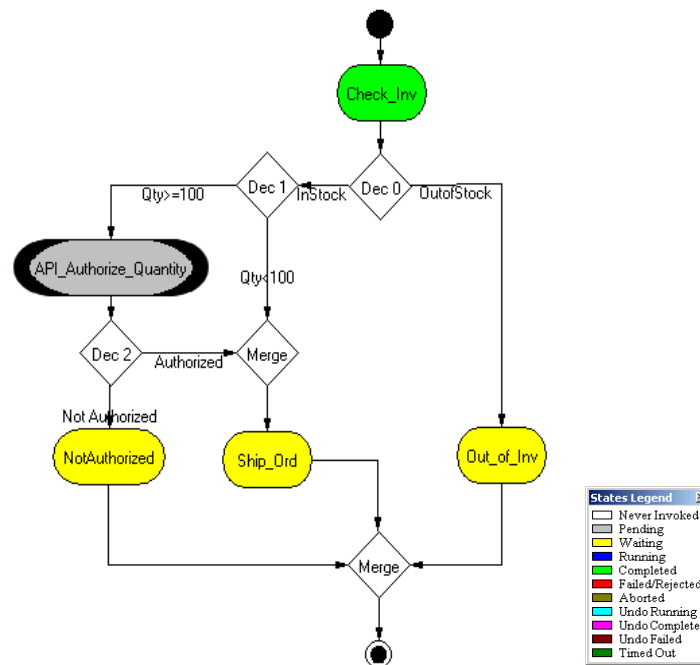 Check_Inv
Dec 1
Dec 0
Qty>=100
InStock
OutofStock
API_Authorize_Quantity
Qty<100
Dec 2
Authorized
Merge
Not Authorized
NotAuthorized
Ship_Ord
Out_of_Inv
Merge
States Legend
Never Invoked
Pending
Waiting
Running
Completed
Failed/Rejected
Aborted
Undo Running
Undo Complete
Undo Failed
Timed Out